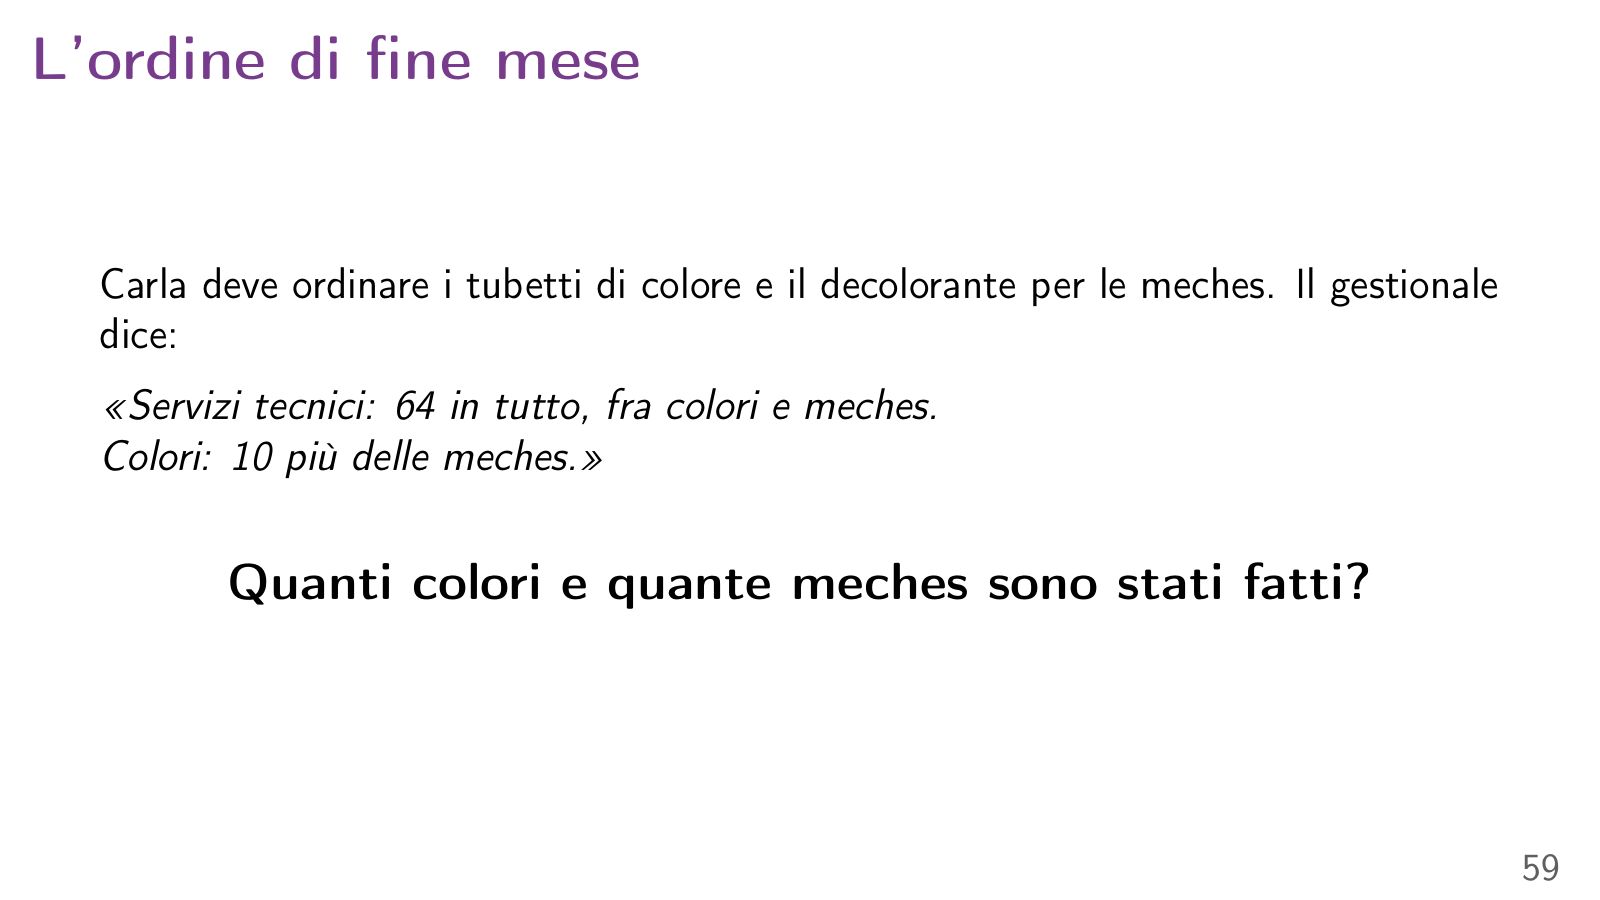 L'ordine di fine mese
Carla deve ordinare i tubetti di colore e il decolorante per le meches. Il gestionale
dice:
«Servizi tecnici: 64 in tutto, fra colori e meches.
Colori: 10 più delle meches.»
Quanti colori e quante meches sono stati fatti?
59